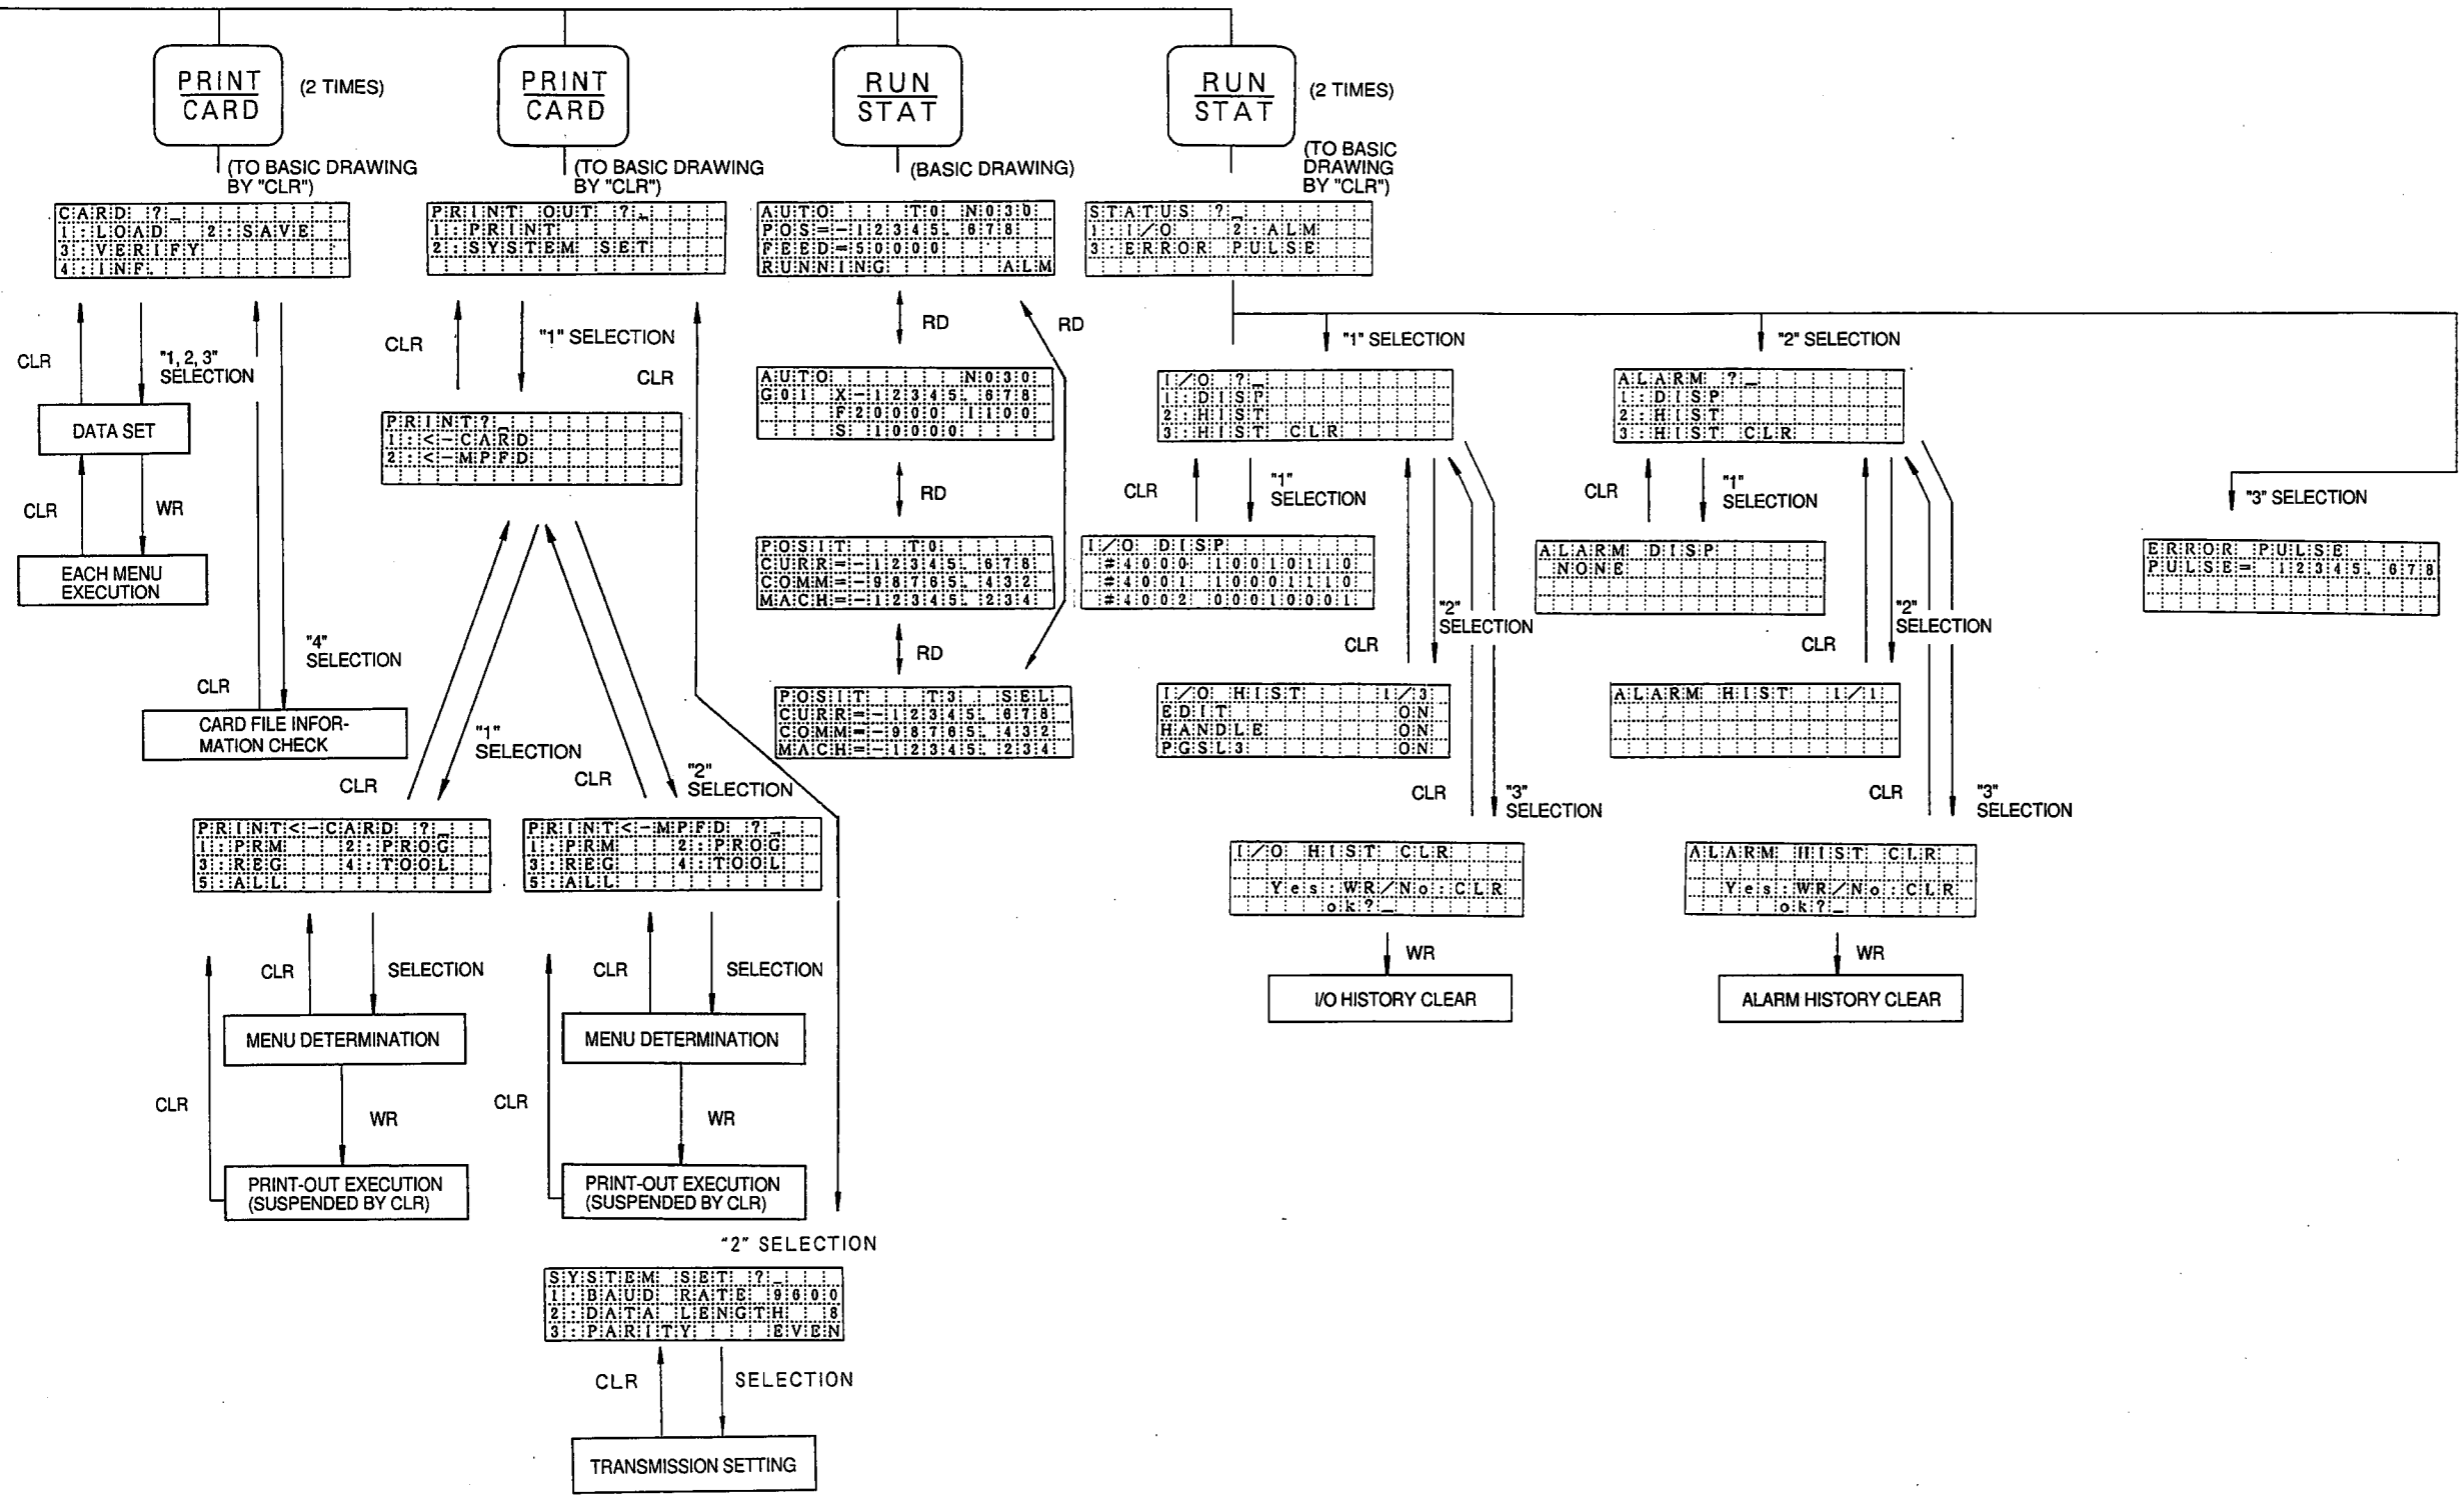 PRINT
CARD
(2 TIMES)
(TO BASIC DRAWING
BY "CLR")
CARD ?_
1:LOAD 2:SAVE
3:VERIFY
4:INF.
CLR
"1, 2, 3"
SELECTION
DATA SET
CLR
WR
EACH MENU
EXECUTION
"4"
SELECTION
CLR
CARD FILE INFOR-
MATION CHECK
PRINT
CARD
(TO BASIC DRAWING
BY "CLR")
PRINT OUT ?_
1:PRINT
2:SYSTEM SET
CLR
"1" SELECTION
CLR
PRINT?_
1:<-CARD
2:<-MPFD
"1"
SELECTION
CLR
CLR
"2"
SELECTION
PRINT<-CARD ?_
1:PRM 2:PROG
3:REG 4:TOOL
5:ALL
CLR
SELECTION
MENU DETERMINATION
CLR
WR
PRINT-OUT EXECUTION
(SUSPENDED BY CLR)
PRINT<-MPFD ?_
1:PRM 2:PROG
3:REG 4:TOOL
5:ALL
CLR
SELECTION
MENU DETERMINATION
CLR
WR
PRINT-OUT EXECUTION
(SUSPENDED BY CLR)
"2" SELECTION
SYSTEM SET ?_
1:BAUD RATE 9600
2:DATA LENGTH 8
3:PARITY EVEN
CLR
SELECTION
TRANSMISSION SETTING
RUN
STAT
(BASIC DRAWING)
AUTO T0 N030
POS=-12345.678
FEED=50000
RUNNING ALM
RD
RD
AUTO N030
G01 X-12345.678
F20000 I100
S 10000
RD
POSIT T0
CURR=-12345.678
COMM=-98765.432
MACH=-12345.234
RD
POSIT T3 SEL
CURR=-12345.678
COMM=-98765.432
MACH=-12345.234
RUN
STAT
(2 TIMES)
(TO BASIC
DRAWING
BY "CLR")
STATUS ?_
1:I/O 2:ALM
3:ERROR PULSE
"1" SELECTION
I/O ?_
1:DISP
2:HIST
3:HIST CLR
CLR
"1"
SELECTION
I/O DISP
#4000 10010110
#4001 10001110
#4002 00010001
CLR
"2"
SELECTION
I/O HIST 1/3
EDIT ON
HANDLE ON
PGSL3 ON
CLR
"3"
SELECTION
I/O HIST CLR
Yes:WR/No:CLR
ok?_
WR
I/O HISTORY CLEAR
"2" SELECTION
ALARM ?_
1:DISP
2:HIST
3:HIST CLR
CLR
"1"
SELECTION
ALARM DISP
NONE
CLR
"2"
SELECTION
ALARM HIST 1/1
CLR
"3"
SELECTION
ALARM HIST CLR
Yes:WR/No:CLR
ok?_
WR
ALARM HISTORY CLEAR
"3" SELECTION
ERROR PULSE
PULSE= 12345.678